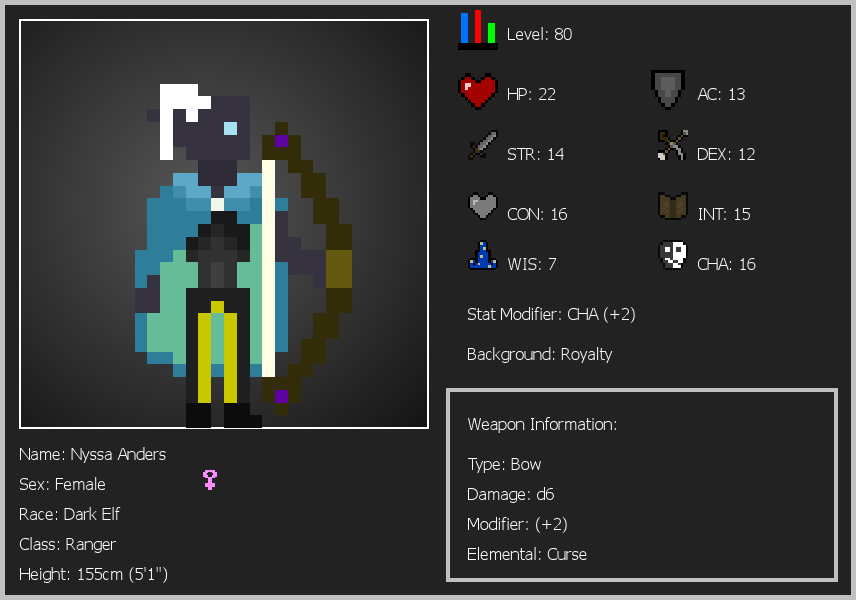 Level: 80
HP: 22
AC: 13
STR: 14
DEX: 12
CON: 16
INT: 15
WIS: 7
CHA: 16
Stat Modifier: CHA (+2)
Background: Royalty
Weapon Information:
Type: Bow
Damage: d6
Modifier: (+2)
Elemental: Curse
Name: Nyssa Anders
Sex: Female
Race: Dark Elf
Class: Ranger
Height: 155cm (5'1")